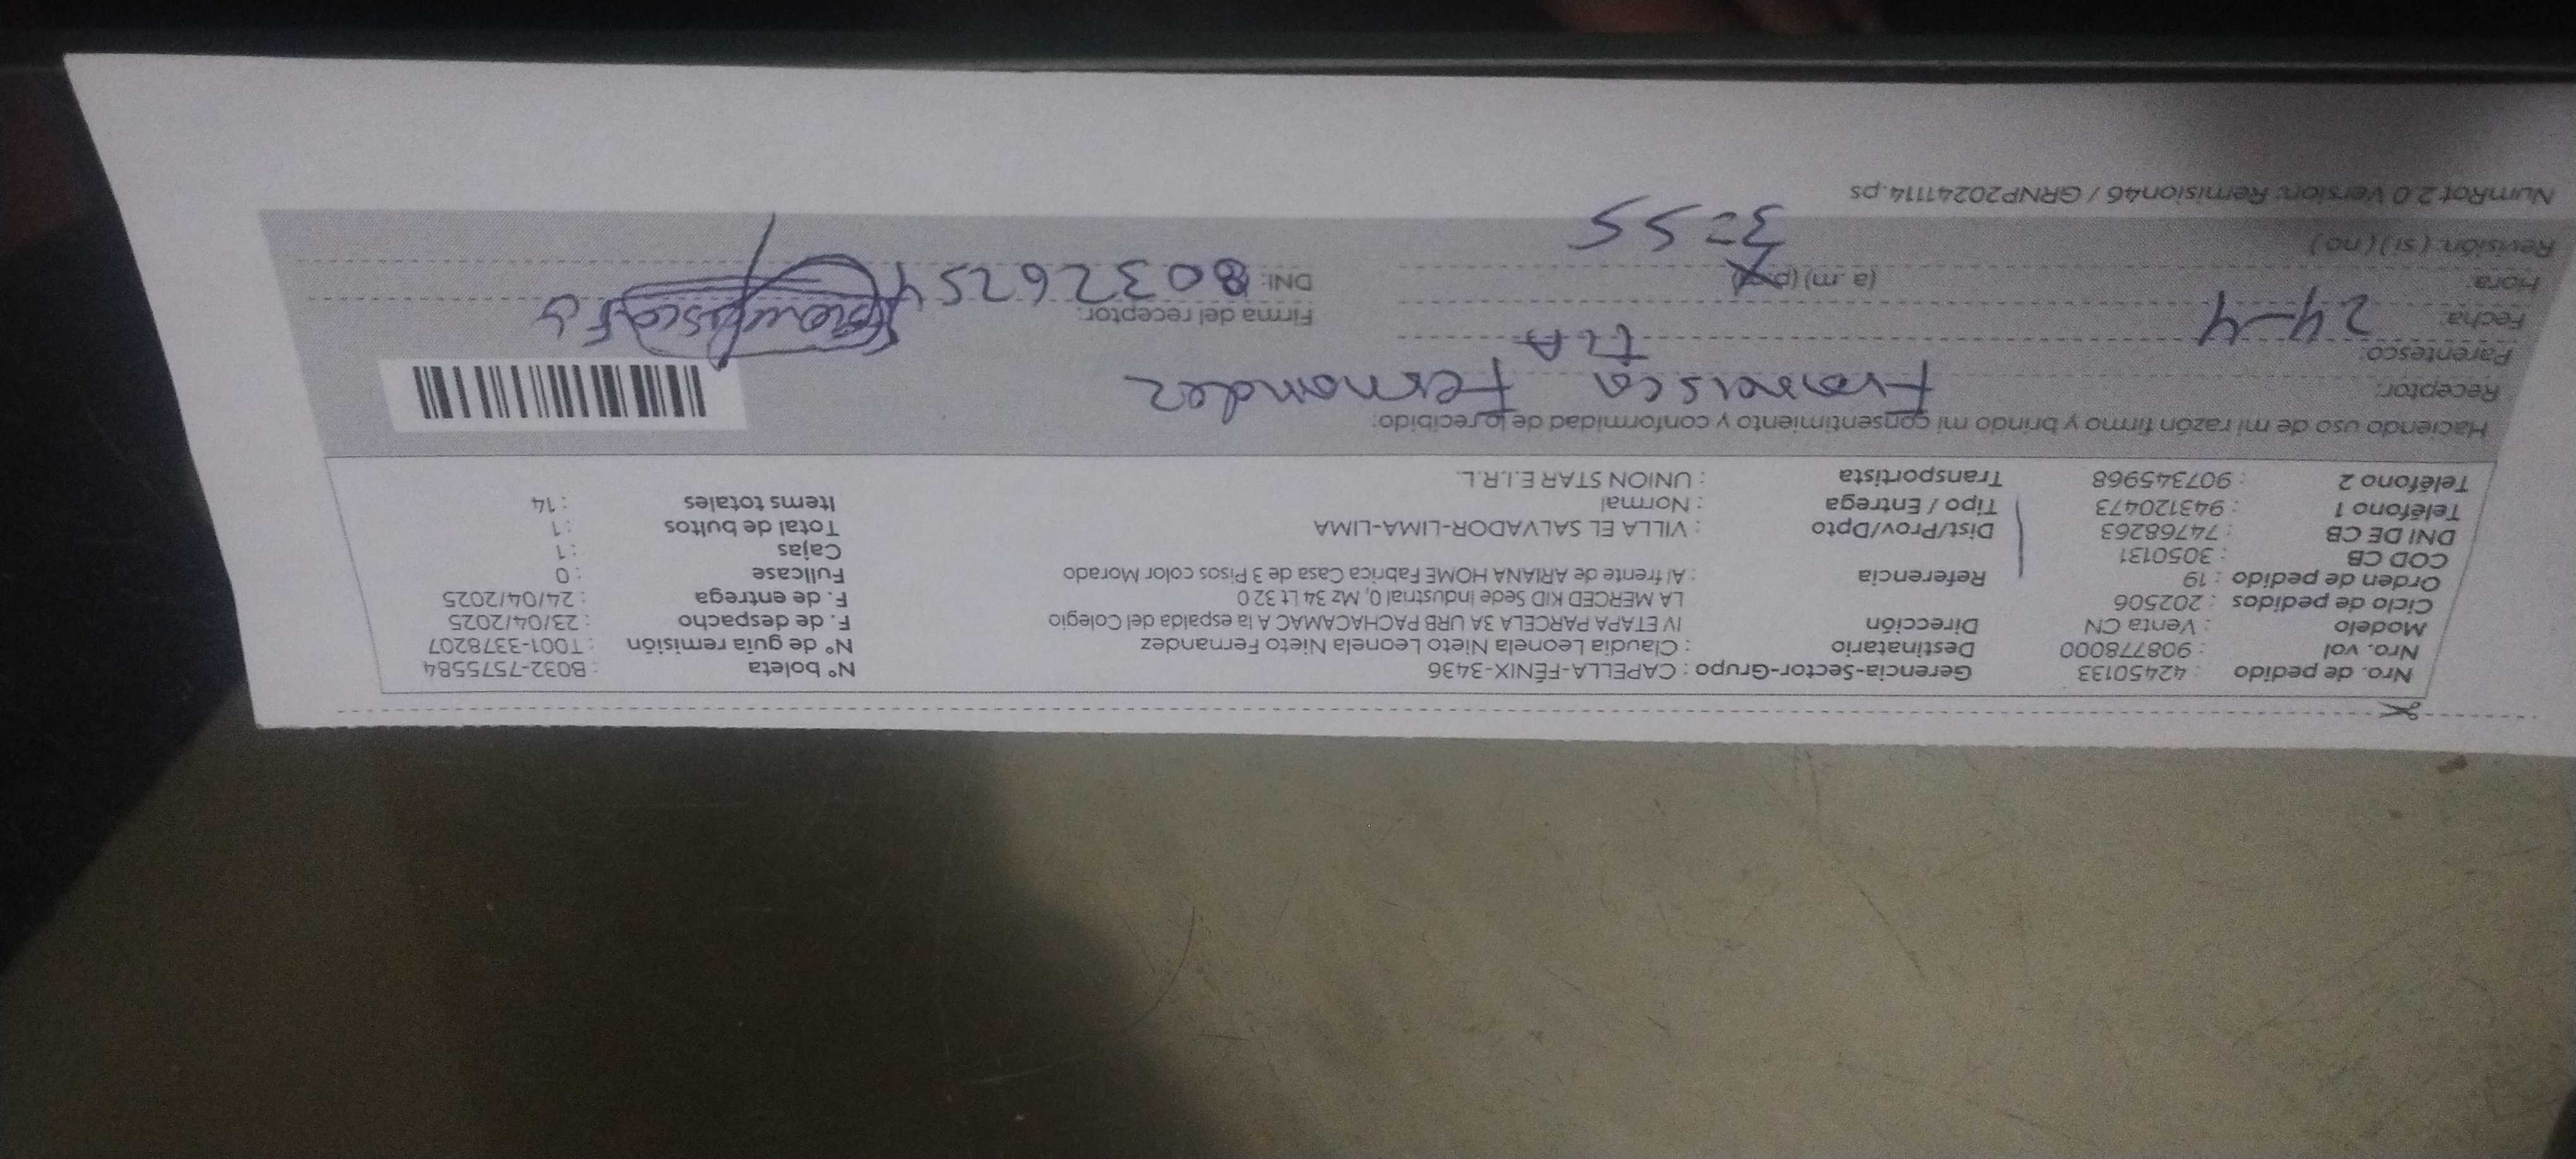 Nro. de pedido : 42450133 Gerencia-Sector-Grupo : CAPELLA-FÉNIX-3436 N° boleta : B032-7575584
Nro. vol : 908778000 Destinatario : Claudia Leonela Nieto Leonela Nieto Fernandez N° de guía remisión : T001-3378207
Modelo : Venta CN Dirección IV ETAPA PARCELA 3A URB PACHACAMAC A la espalda del Colegio F. de despacho : 23/04/2025
Ciclo de pedidos : 202506 LA MERCED KID Sede Industrial 0, Mz 34 Lt 32 0 F. de entrega : 24/04/2025
Orden de pedido : 19 Referencia : Al frente de ARIANA HOME Fabrica Casa de 3 Pisos color Morado Fullcase : 0
COD CB : 3050131 Cajas : 1
DNI DE CB : 74768263 Dist/Prov/Dpto : VILLA EL SALVADOR-LIMA-LIMA Total de bultos : 1
Teléfono 1 : 943120473 Tipo / Entrega : Normal Items totales : 14
Teléfono 2 : 907345968 Transportista : UNION STAR E.I.R.L.
Haciendo uso de mi razón firmo y brindo mi consentimiento y conformidad de lo recibido:
Receptor: Francisca Fernandez
Parentesco: tiA
Fecha: 24-4 Firma del receptor:
Hora: (a.m) (p.m) DNI: 80326254
3=55
Revisión: (si) (no)
NumRot 2.0 Version: Remision46 / GRNP20241114.ps